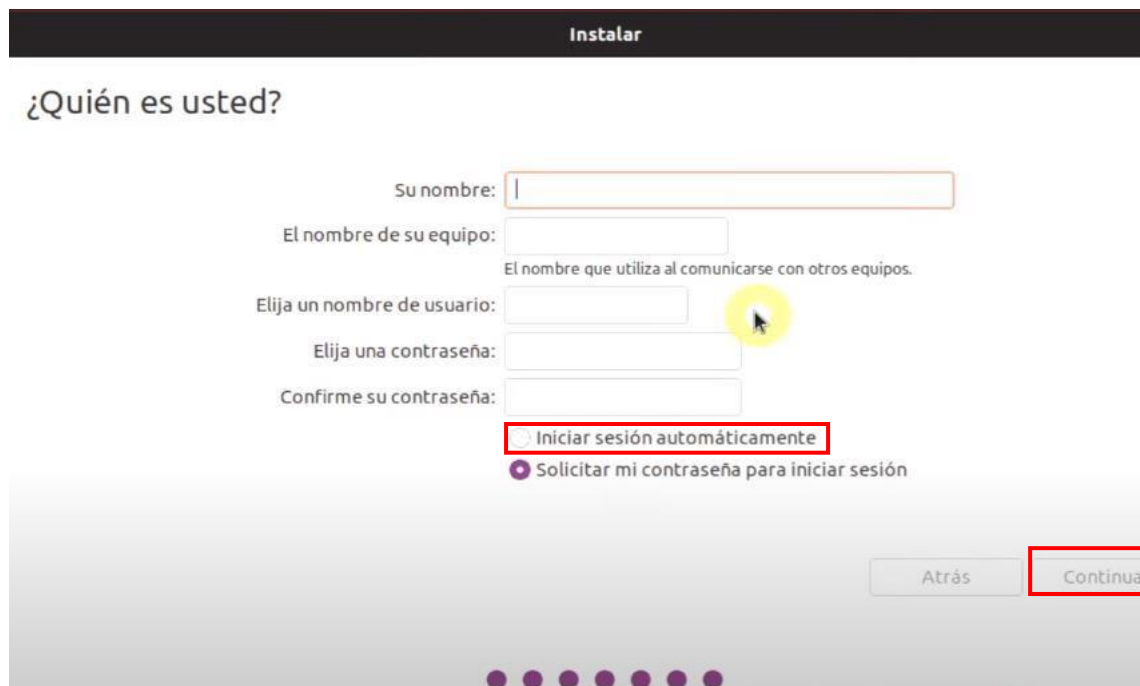 Instalar
¿Quién es usted?
Su nombre:
El nombre de su equipo:
El nombre que utiliza al comunicarse con otros equipos.
Elija un nombre de usuario:
Elija una contraseña:
Confirme su contraseña:
Iniciar sesión automáticamente
Solicitar mi contraseña para iniciar sesión
Atrás Continua